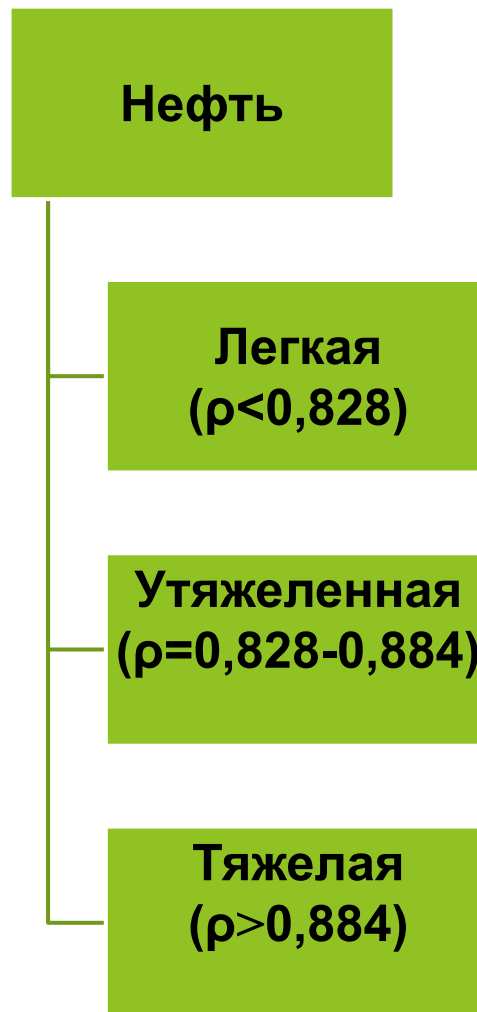 Нефть
Легкая
(ρ<0,828)
Утяжеленная
(ρ=0,828-0,884)
Тяжелая
(ρ>0,884)